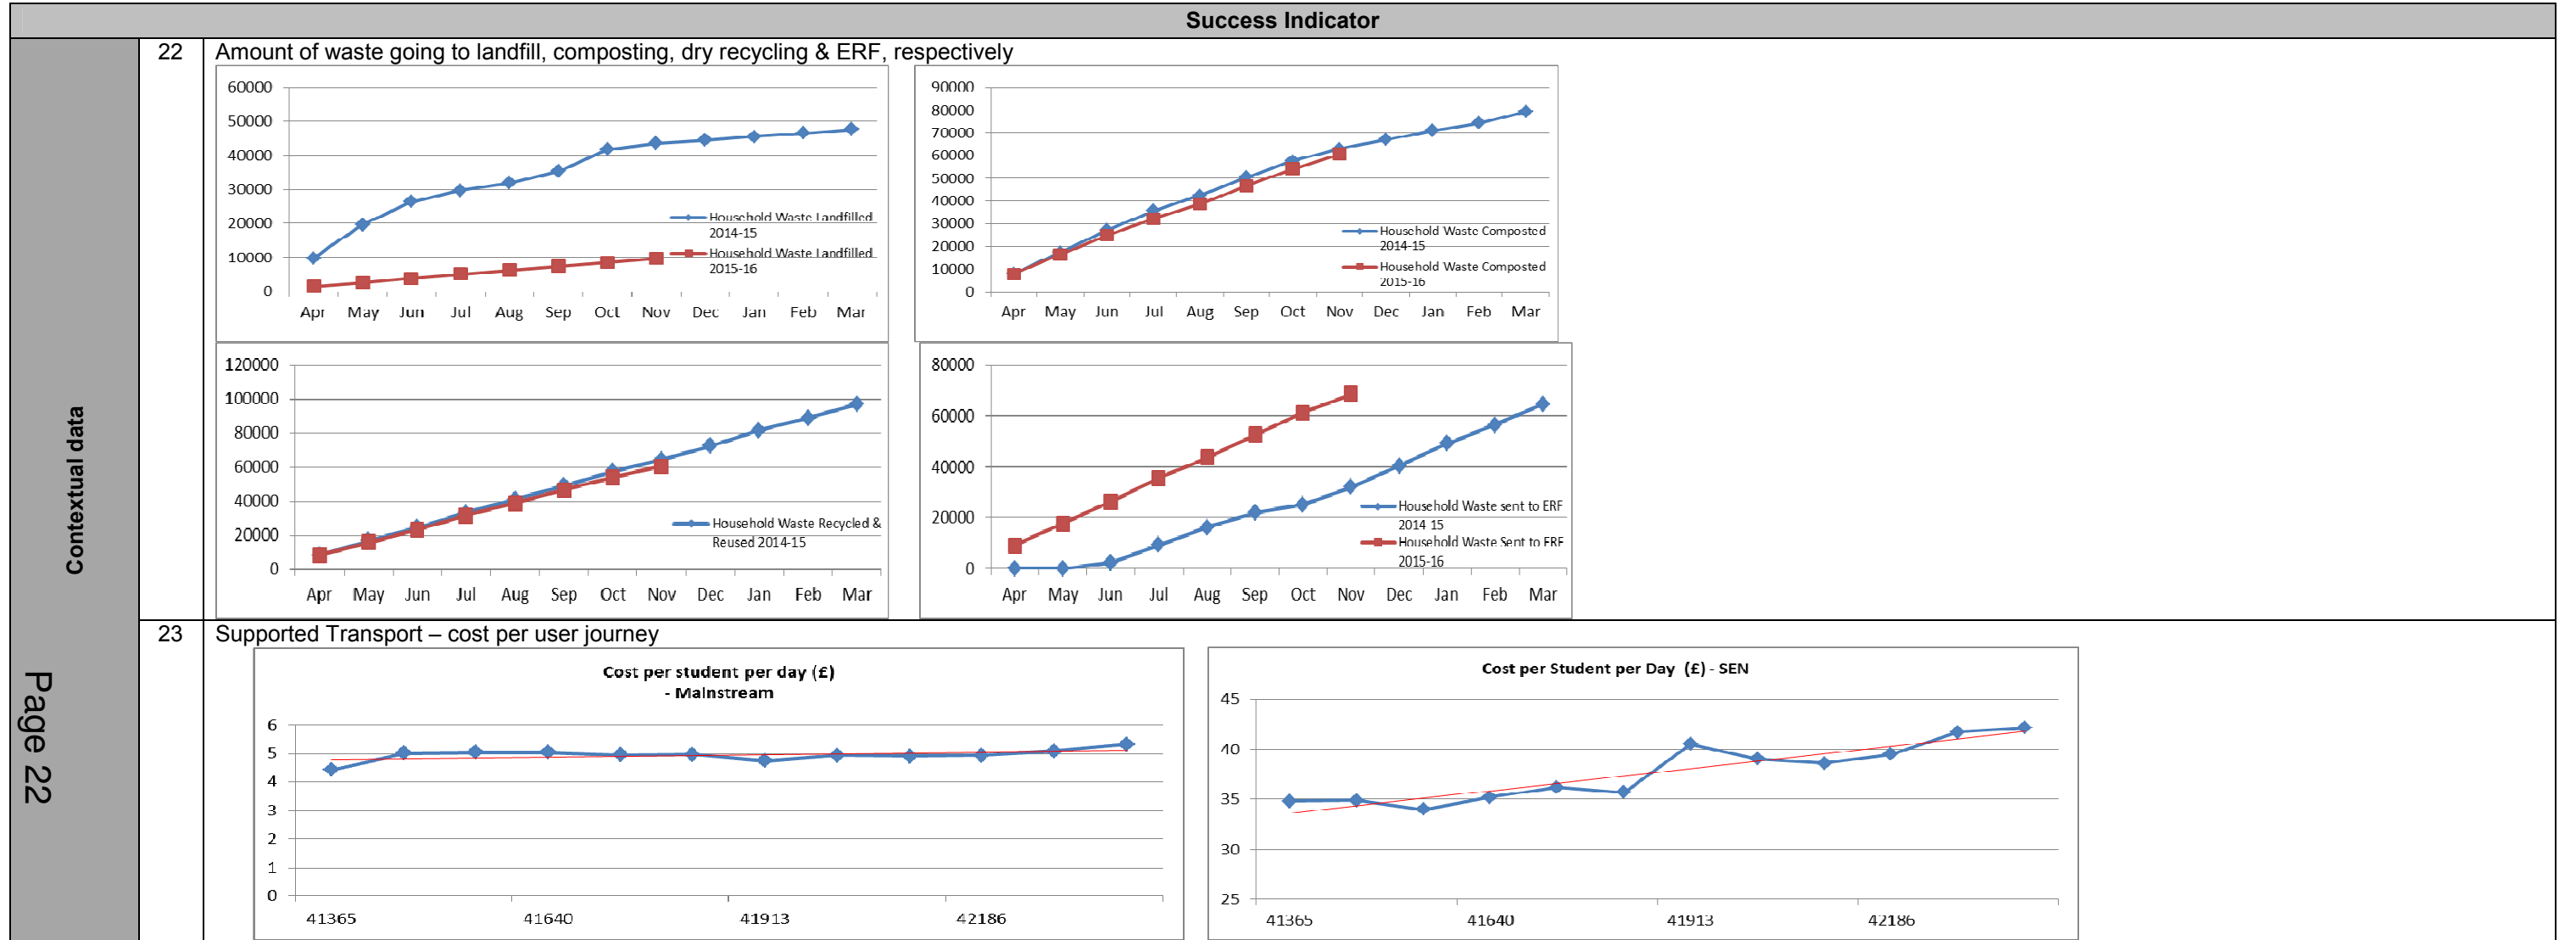 Success Indicator
Contextual data
Page 22
22
Amount of waste going to landfill, composting, dry recycling & ERF, respectively
60000
50000
40000
30000
20000
10000
0
Apr May Jun Jul Aug Sep Oct Nov Dec Jan Feb Mar
Household Waste Landfilled
2014-15
Household Waste Landfilled
2015-16
90000
80000
70000
60000
50000
40000
30000
20000
10000
0
Apr May Jun Jul Aug Sep Oct Nov Dec Jan Feb Mar
Household Waste Composted
2014-15
Household Waste Composted
2015-16
120000
100000
80000
60000
40000
20000
0
Apr May Jun Jul Aug Sep Oct Nov Dec Jan Feb Mar
Household Waste Recycled &
Reused 2014-15
80000
60000
40000
20000
0
Apr May Jun Jul Aug Sep Oct Nov Dec Jan Feb Mar
Household Waste sent to ERF
2014 15
Household Waste Sent to ERF
2015-16
23
Supported Transport – cost per user journey
Cost per student per day (£)
- Mainstream
6
5
4
3
2
1
0
41365 41640 41913 42186
Cost per Student per Day (£) - SEN
45
40
35
30
25
41365 41640 41913 42186